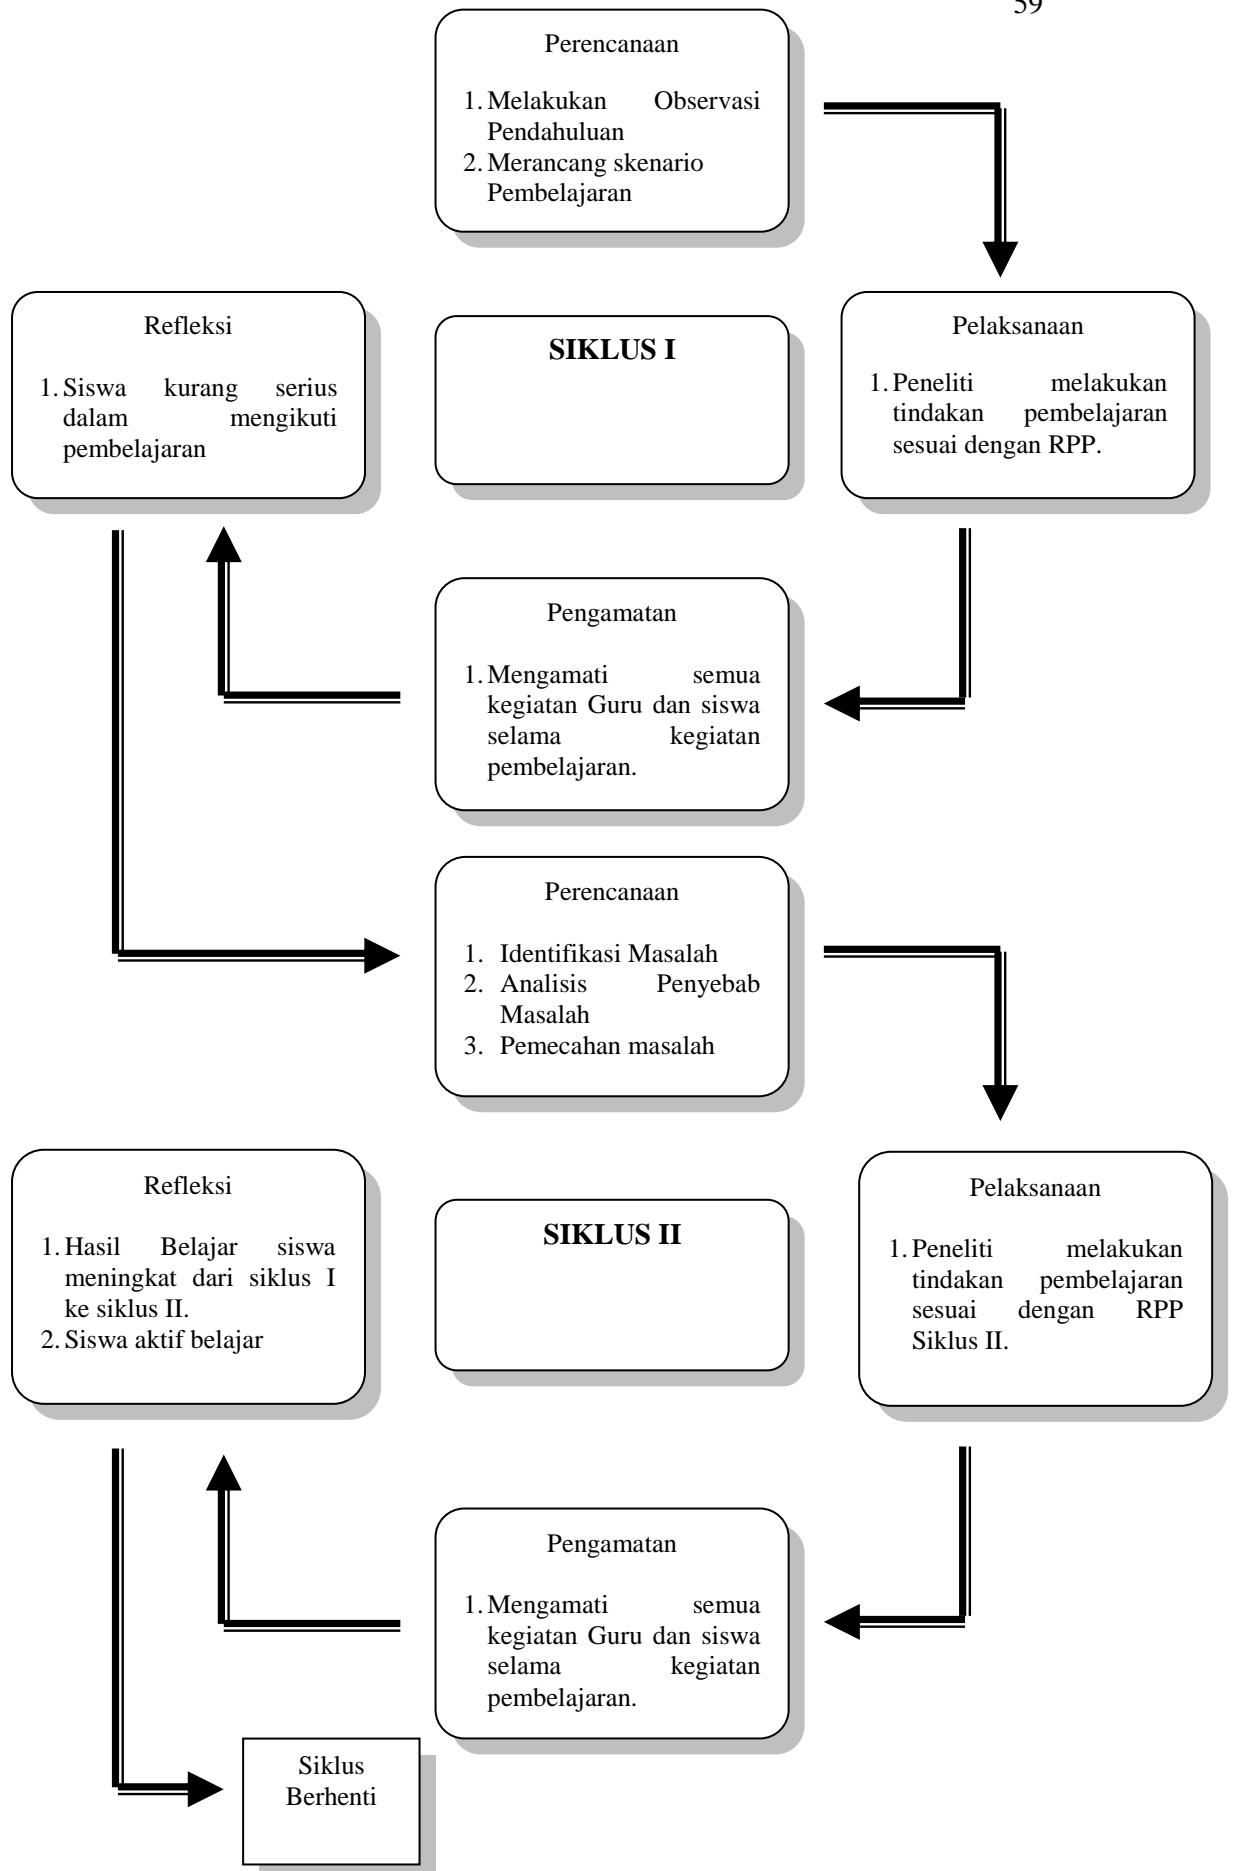 59
Perencanaan
1. Melakukan Observasi
Pendahuluan
2. Merancang skenario
Pembelajaran
Refleksi
1. Siswa kurang serius
dalam mengikuti
pembelajaran
SIKLUS I
Pelaksanaan
1. Peneliti melakukan
tindakan pembelajaran
sesuai dengan RPP.
Pengamatan
1. Mengamati semua
kegiatan Guru dan siswa
selama kegiatan
pembelajaran.
Perencanaan
1. Identifikasi Masalah
2. Analisis Penyebab
Masalah
3. Pemecahan masalah
Refleksi
1. Hasil Belajar siswa
meningkat dari siklus I
ke siklus II.
2. Siswa aktif belajar
SIKLUS II
Pelaksanaan
1. Peneliti melakukan
tindakan pembelajaran
sesuai dengan RPP
Siklus II.
Pengamatan
1. Mengamati semua
kegiatan Guru dan siswa
selama kegiatan
pembelajaran.
Siklus
Berhenti